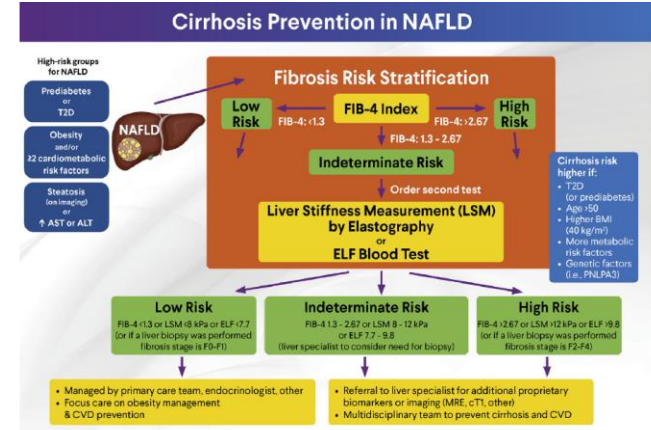 Cirrhosis Prevention in NAFLD
High-risk groups
for NAFLD
Prediabetes
or
T2D
Obesity
and/or
≥2 cardiometabolic
risk factors
Steatosis
(on imaging)
or
↑ AST or ALT
NAFLD
Fibrosis Risk Stratification
Low
Risk
FIB-4: <1.3
FIB-4 Index
FIB-4: >2.67
High
Risk
FIB-4: 1.3 - 2.67
Indeterminate Risk
Order second test
Liver Stiffness Measurement (LSM)
by Elastography
or
ELF Blood Test
Cirrhosis risk
higher if:
• T2D
(or prediabetes)
• Age >50
• Higher BMI
(40 kg/m²)
• More metabolic
risk factors
• Genetic factors
(i.e., PNLPA3)
Low Risk
FIB-4 <1.3 or LSM <8 kPa or ELF <7.7
(or if a liver biopsy was performed
fibrosis stage is F0-F1)
Indeterminate Risk
FIB-4 1.3 - 2.67 or LSM 8 - 12 kPa
or ELF 7.7 - 9.8
(liver specialist to consider need for biopsy)
High Risk
FIB-4 >2.67 or LSM >12 kPa or ELF >9.8
(or if a liver biopsy was performed
fibrosis stage is F2-F4)
• Managed by primary care team, endocrinologist, other
• Focus care on obesity management
& CVD prevention
• Referral to liver specialist for additional proprietary
biomarkers or imaging (MRE, cT1, other)
• Multidisciplinary team to prevent cirrhosis and CVD